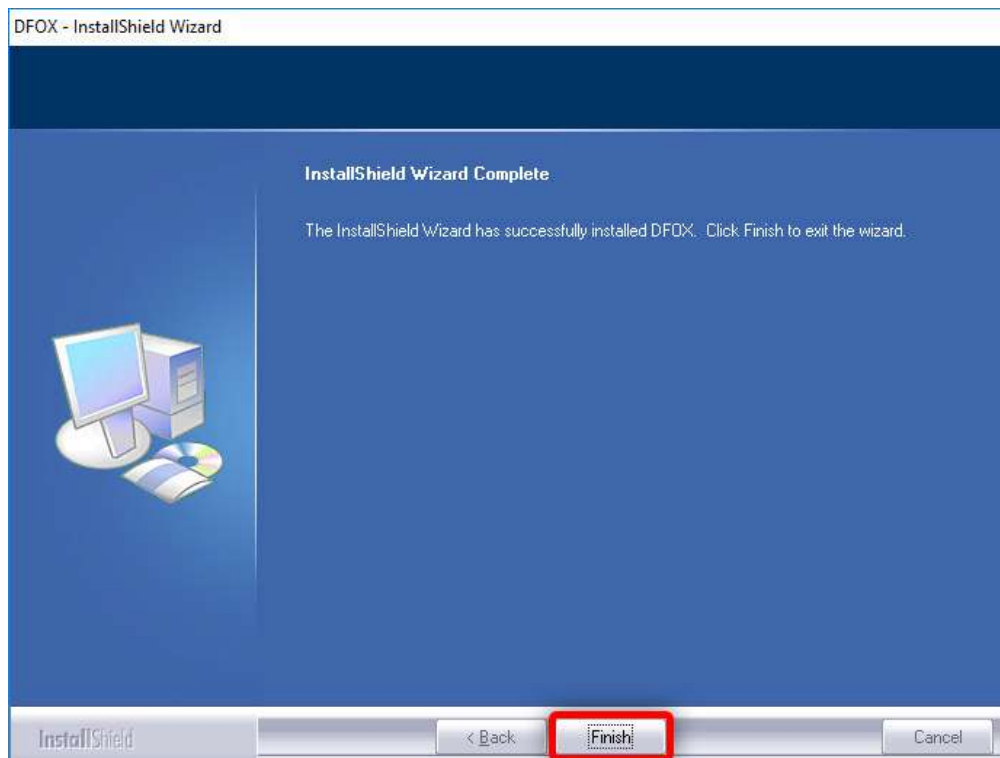 DFOX - InstallShield Wizard
InstallShield Wizard Complete
The InstallShield Wizard has successfully installed DFOX. Click Finish to exit the wizard.
InstallShield
< Back
Finish
Cancel